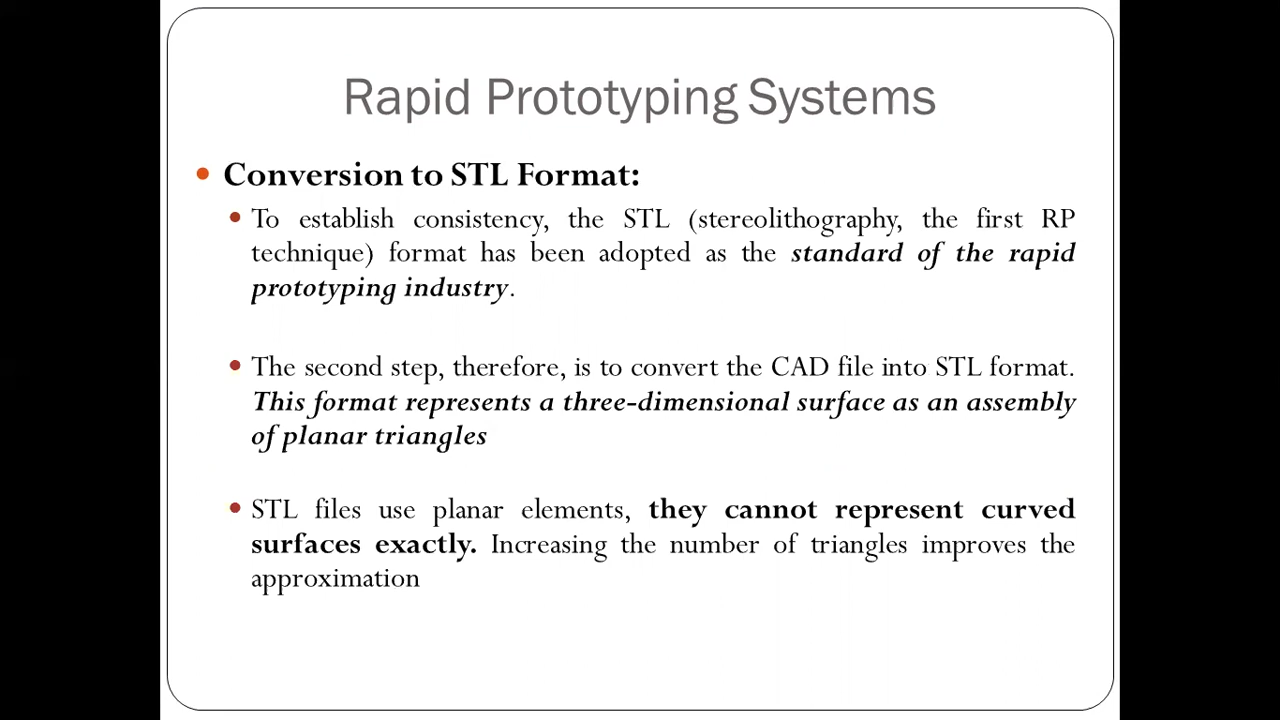 Rapid Prototyping Systems
• Conversion to STL Format:
• To establish consistency, the STL (stereolithography, the first RP
technique) format has been adopted as the standard of the rapid
prototyping industry.
• The second step, therefore, is to convert the CAD file into STL format.
This format represents a three-dimensional surface as an assembly
of planar triangles
• STL files use planar elements, they cannot represent curved
surfaces exactly. Increasing the number of triangles improves the
approximation